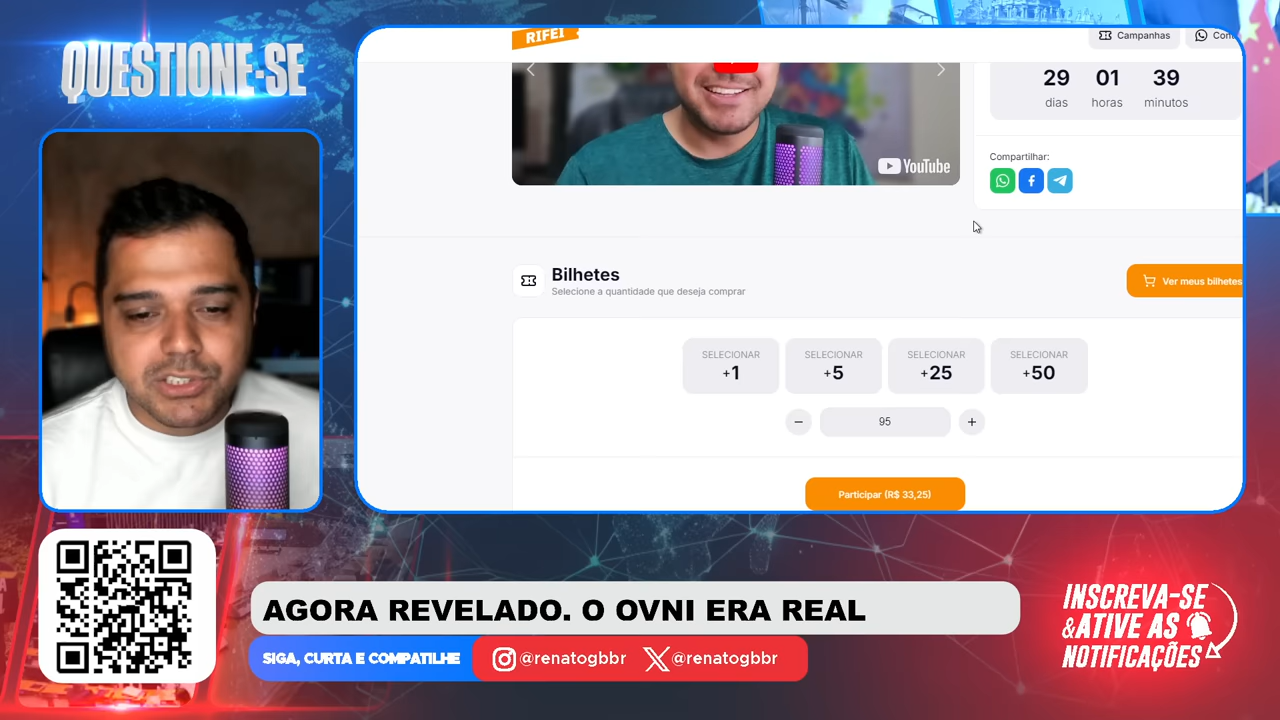 QUESTIONE-SE
RIFEI
Campanhas
29
01
39
dias
horas
minutos
Compartilhar:
YouTube
Bilhetes
Selecione a quantidade que deseja comprar
Ver meus bilhetes
SELECIONAR
+1
SELECIONAR
+5
SELECIONAR
+25
SELECIONAR
+50
−
95
+
Participar (R$ 33,25)
AGORA REVELADO. O OVNI ERA REAL
SIGA, CURTA E COMPATILHE
@renatogbbr
@renatogbbr
INSCREVA-SE
&ATIVE AS
NOTIFICAÇÕES